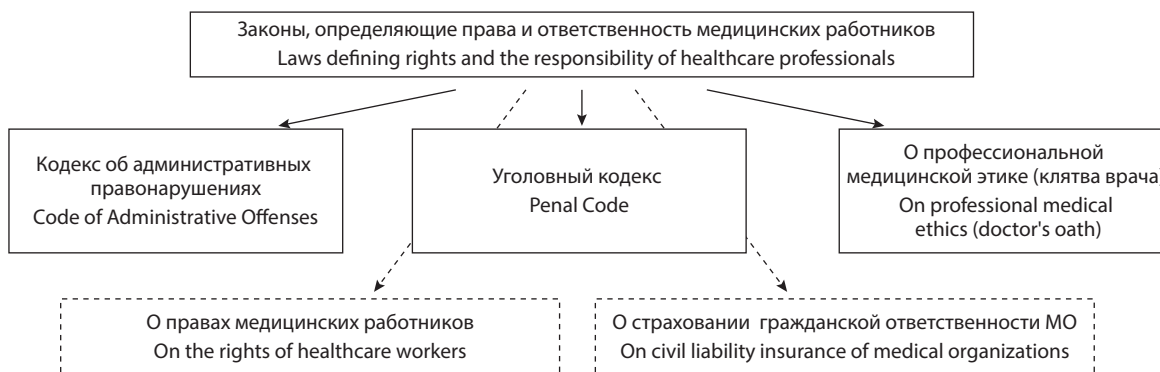 Законы, определяющие права и ответственность медицинских работников
Laws defining rights and the responsibility of healthcare professionals
Кодекс об административных
правонарушениях
Code of Administrative Offenses
Уголовный кодекс
Penal Code
О профессиональной
медицинской этике (клятва врача)
On professional medical
ethics (doctor's oath)
О правах медицинских работников
On the rights of healthcare workers
О страховании гражданской ответственности МО
On civil liability insurance of medical organizations